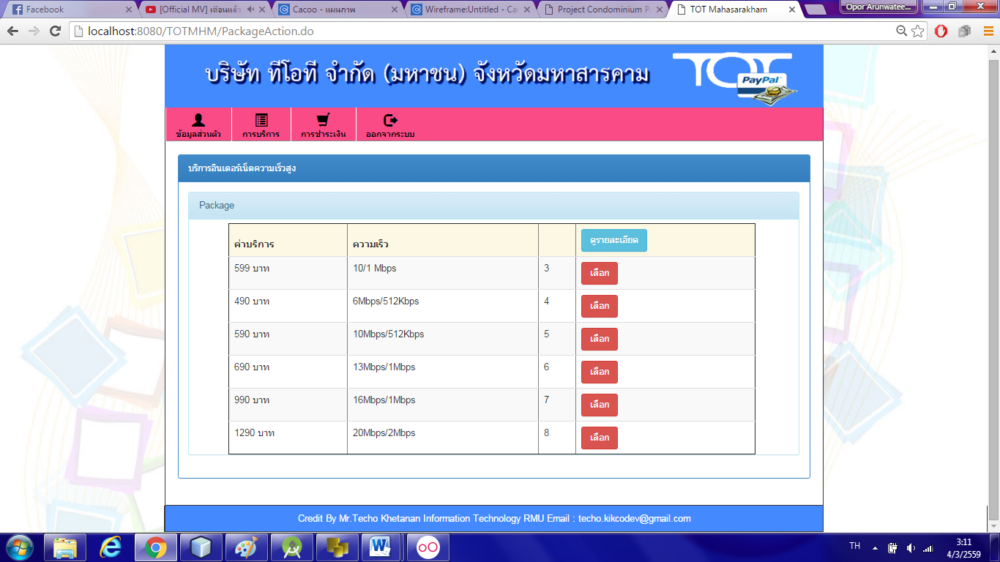 Facebook
[Official MV] เตือนแล้ว
Cacoo - แผนภาพ
Wireframe:Untitled - Ca
Project Condominium P
TOT Mahasarakham
Opor Arunwatee...
localhost:8080/TOTMHM/PackageAction.do
บริษัท ทีโอที จำกัด (มหาชน) จังหวัดมหาสารคาม
TOT
PayPal
ข้อมูลส่วนตัว
การบริการ
การชำระเงิน
ออกจากระบบ
บริการอินเตอร์เน็ตความเร็วสูง
Package
ค่าบริการ ความเร็ว ดูรายละเอียด
599 บาท 10/1 Mbps 3 เลือก
490 บาท 6Mbps/512Kbps 4 เลือก
590 บาท 10Mbps/512Kbps 5 เลือก
690 บาท 13Mbps/1Mbps 6 เลือก
990 บาท 16Mbps/1Mbps 7 เลือก
1290 บาท 20Mbps/2Mbps 8 เลือก
Credit By Mr.Techo Khetanan Information Technology RMU Email : techo.kikcodev@gmail.com
TH
3:11
4/3/2559